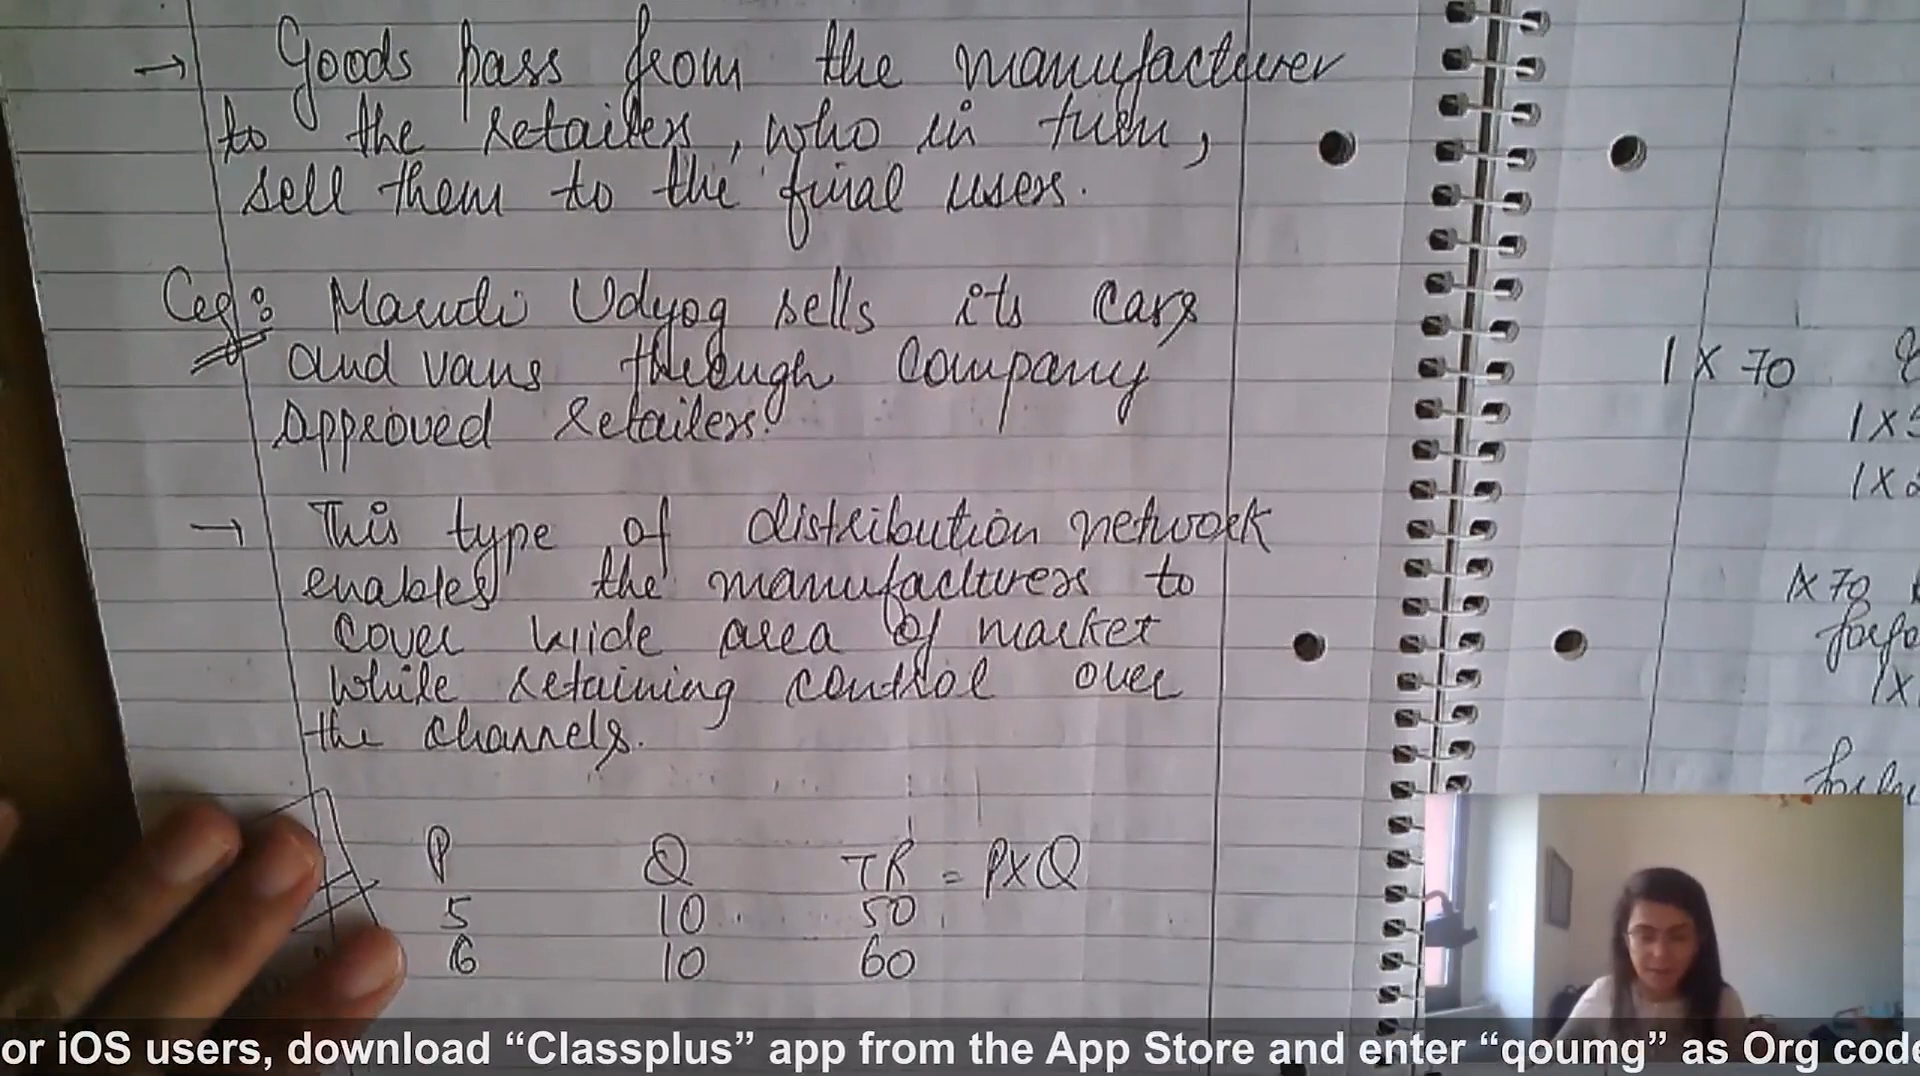 → Goods pass from the manufacturer
to the retailers, who in turn,
sell them to the final users.
eg: Maruti Udyog sells its cars
and vans through company
approved retailers.
→ This type of distribution network
enables the manufacturers to
cover wide area of market
while retaining control over
the channels.
P Q TR = PXQ
5 10 50
6 10 60
1 X 70
1 X
1 X
1X 70
1X
or iOS users, download “Classplus” app from the App Store and enter “qoumg” as Org code